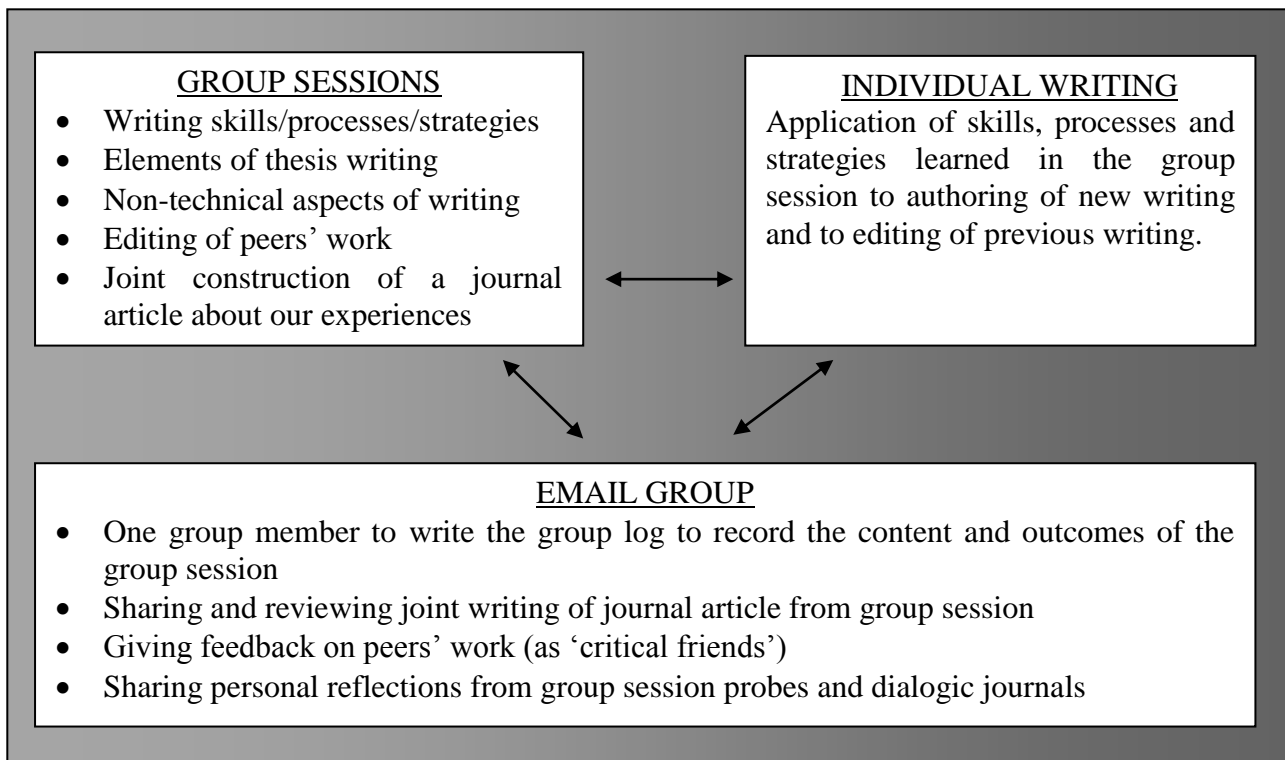 GROUP SESSIONS
• Writing skills/processes/strategies
• Elements of thesis writing
• Non-technical aspects of writing
• Editing of peers’ work
• Joint construction of a journal
article about our experiences
INDIVIDUAL WRITING
Application of skills, processes and
strategies learned in the group
session to authoring of new writing
and to editing of previous writing.
EMAIL GROUP
• One group member to write the group log to record the content and outcomes of the
group session
• Sharing and reviewing joint writing of journal article from group session
• Giving feedback on peers’ work (as ‘critical friends’)
• Sharing personal reflections from group session probes and dialogic journals